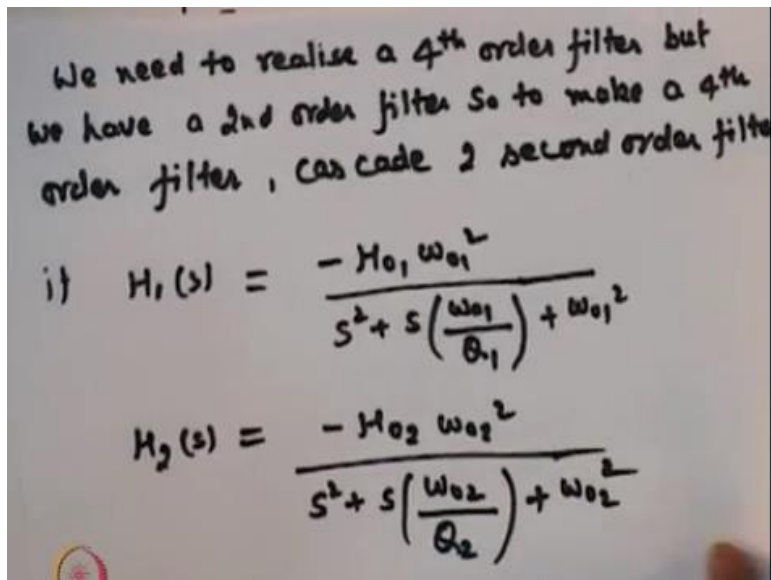 We need to realise a 4th order filter but
we have a 2nd order filter so to make a 4th
order filter, cascade 2 second order filte
if H₁(s) = -H₀₁ ω₀₁² / (s² + s(ω₀₁/Q₁) + ω₀₁²)
H₂(s) = -H₀₂ ω₀₂² / (s² + s(ω₀₂/Q₂) + ω₀₂²)